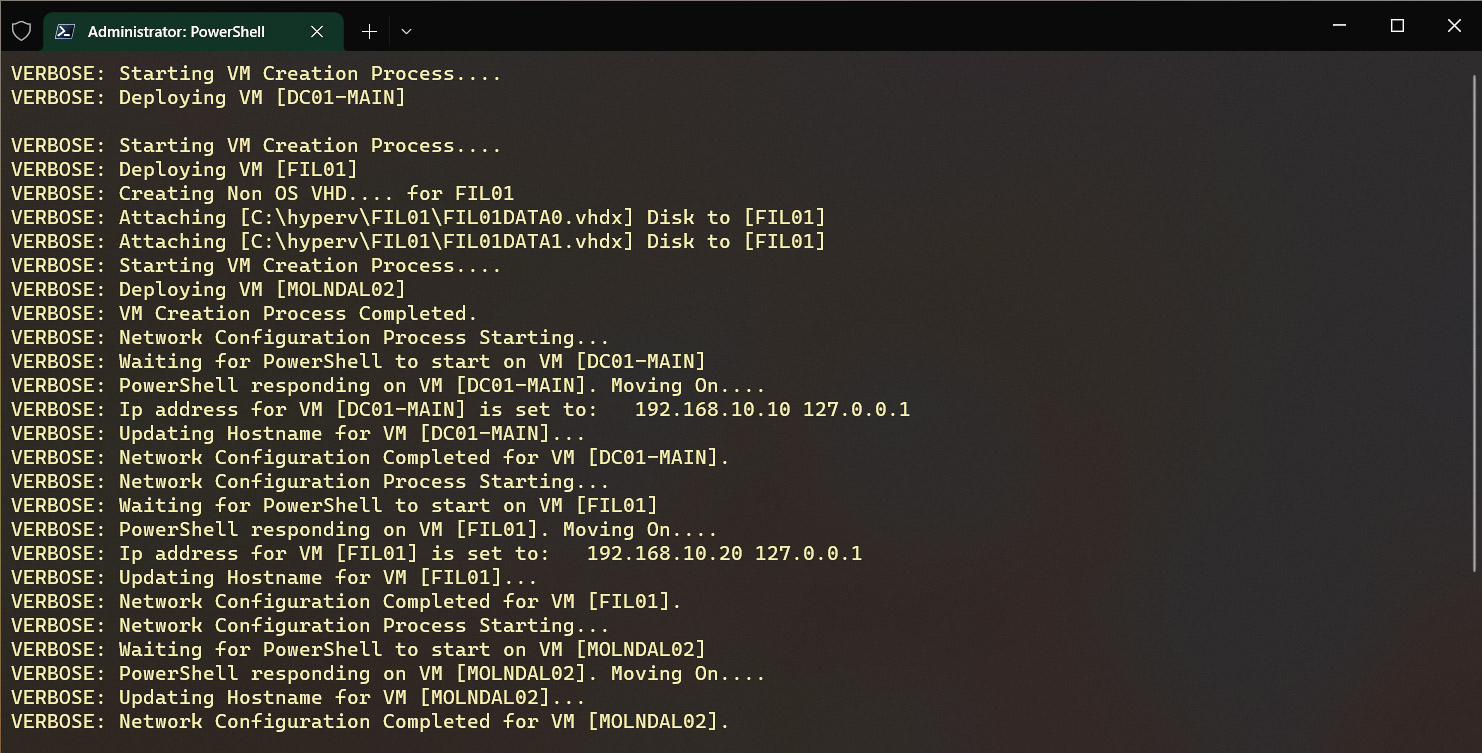 Administrator: PowerShell
VERBOSE: Starting VM Creation Process....
VERBOSE: Deploying VM [DC01-MAIN]
VERBOSE: Starting VM Creation Process....
VERBOSE: Deploying VM [FIL01]
VERBOSE: Creating Non OS VHD.... for FIL01
VERBOSE: Attaching [C:\hyperv\FIL01\FIL01DATA0.vhdx] Disk to [FIL01]
VERBOSE: Attaching [C:\hyperv\FIL01\FIL01DATA1.vhdx] Disk to [FIL01]
VERBOSE: Starting VM Creation Process....
VERBOSE: Deploying VM [MOLNDAL02]
VERBOSE: VM Creation Process Completed.
VERBOSE: Network Configuration Process Starting...
VERBOSE: Waiting for PowerShell to start on VM [DC01-MAIN]
VERBOSE: PowerShell responding on VM [DC01-MAIN]. Moving On....
VERBOSE: Ip address for VM [DC01-MAIN] is set to:   192.168.10.10 127.0.0.1
VERBOSE: Updating Hostname for VM [DC01-MAIN]...
VERBOSE: Network Configuration Completed for VM [DC01-MAIN].
VERBOSE: Network Configuration Process Starting...
VERBOSE: Waiting for PowerShell to start on VM [FIL01]
VERBOSE: PowerShell responding on VM [FIL01]. Moving On....
VERBOSE: Ip address for VM [FIL01] is set to:   192.168.10.20 127.0.0.1
VERBOSE: Updating Hostname for VM [FIL01]...
VERBOSE: Network Configuration Completed for VM [FIL01].
VERBOSE: Network Configuration Process Starting...
VERBOSE: Waiting for PowerShell to start on VM [MOLNDAL02]
VERBOSE: PowerShell responding on VM [MOLNDAL02]. Moving On....
VERBOSE: Updating Hostname for VM [MOLNDAL02]...
VERBOSE: Network Configuration Completed for VM [MOLNDAL02].